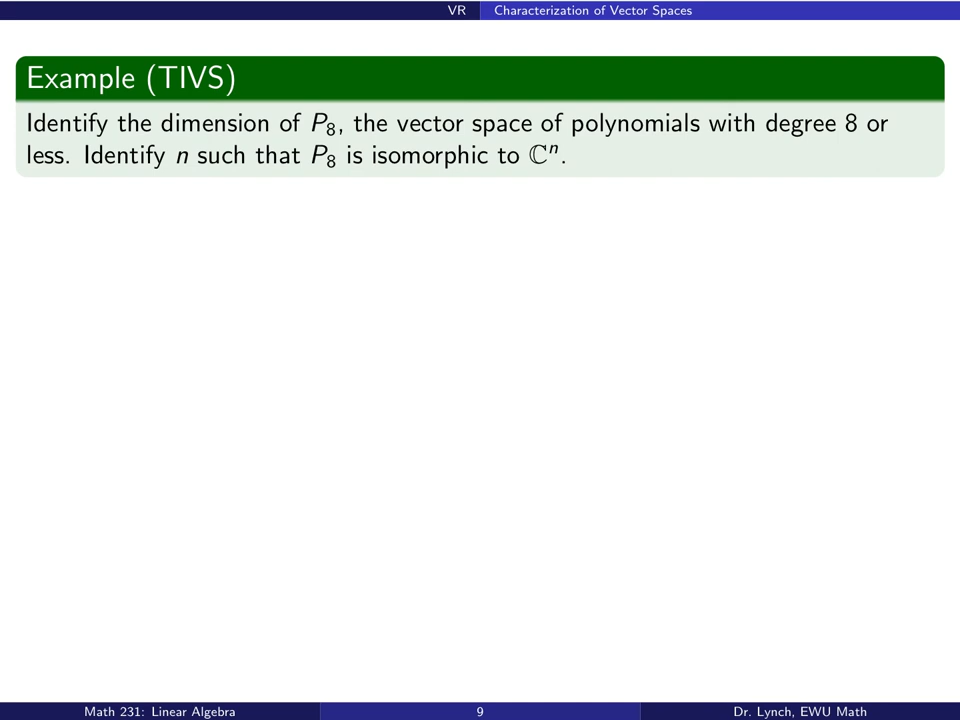 VR Characterization of Vector Spaces
Example (TIVS)
Identify the dimension of P₈, the vector space of polynomials with degree 8 or
less. Identify n such that P₈ is isomorphic to ℂⁿ.
Math 231: Linear Algebra 9 Dr. Lynch, EWU Math